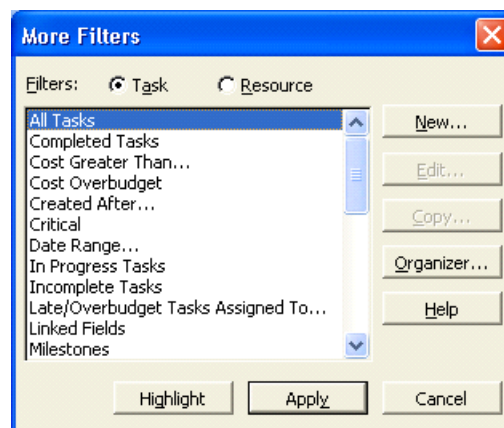 More Filters
Filters: Task Resource
All Tasks
Completed Tasks
Cost Greater Than...
Cost Overbudget
Created After...
Critical
Date Range...
In Progress Tasks
Incomplete Tasks
Late/Overbudget Tasks Assigned To...
Linked Fields
Milestones
New...
Edit...
Copy...
Organizer...
Help
Highlight Apply Cancel